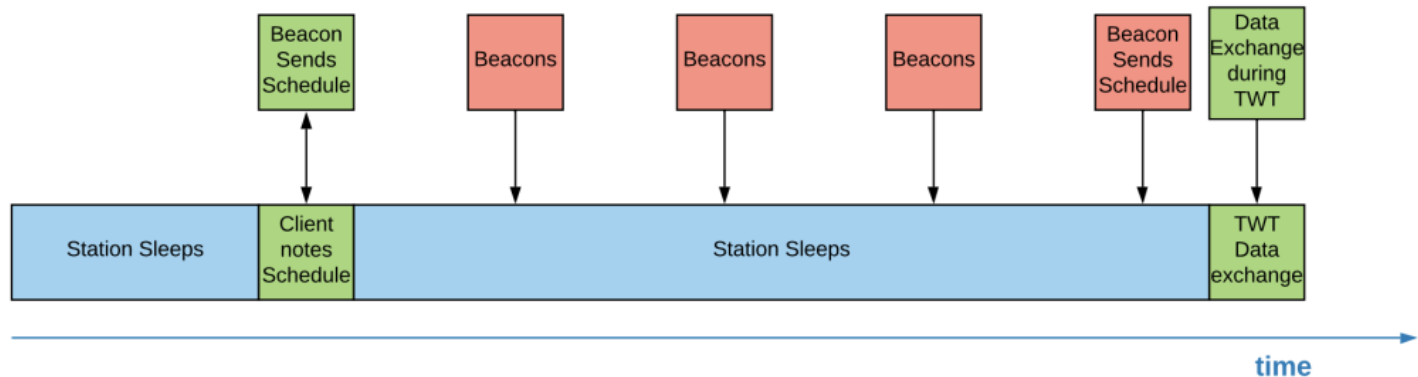 Beacon
Sends
Schedule
Beacons
Beacons
Beacons
Beacon
Sends
Schedule
Data
Exchange
during
TWT
Station Sleeps
Client
notes
Schedule
Station Sleeps
TWT
Data
exchange
time